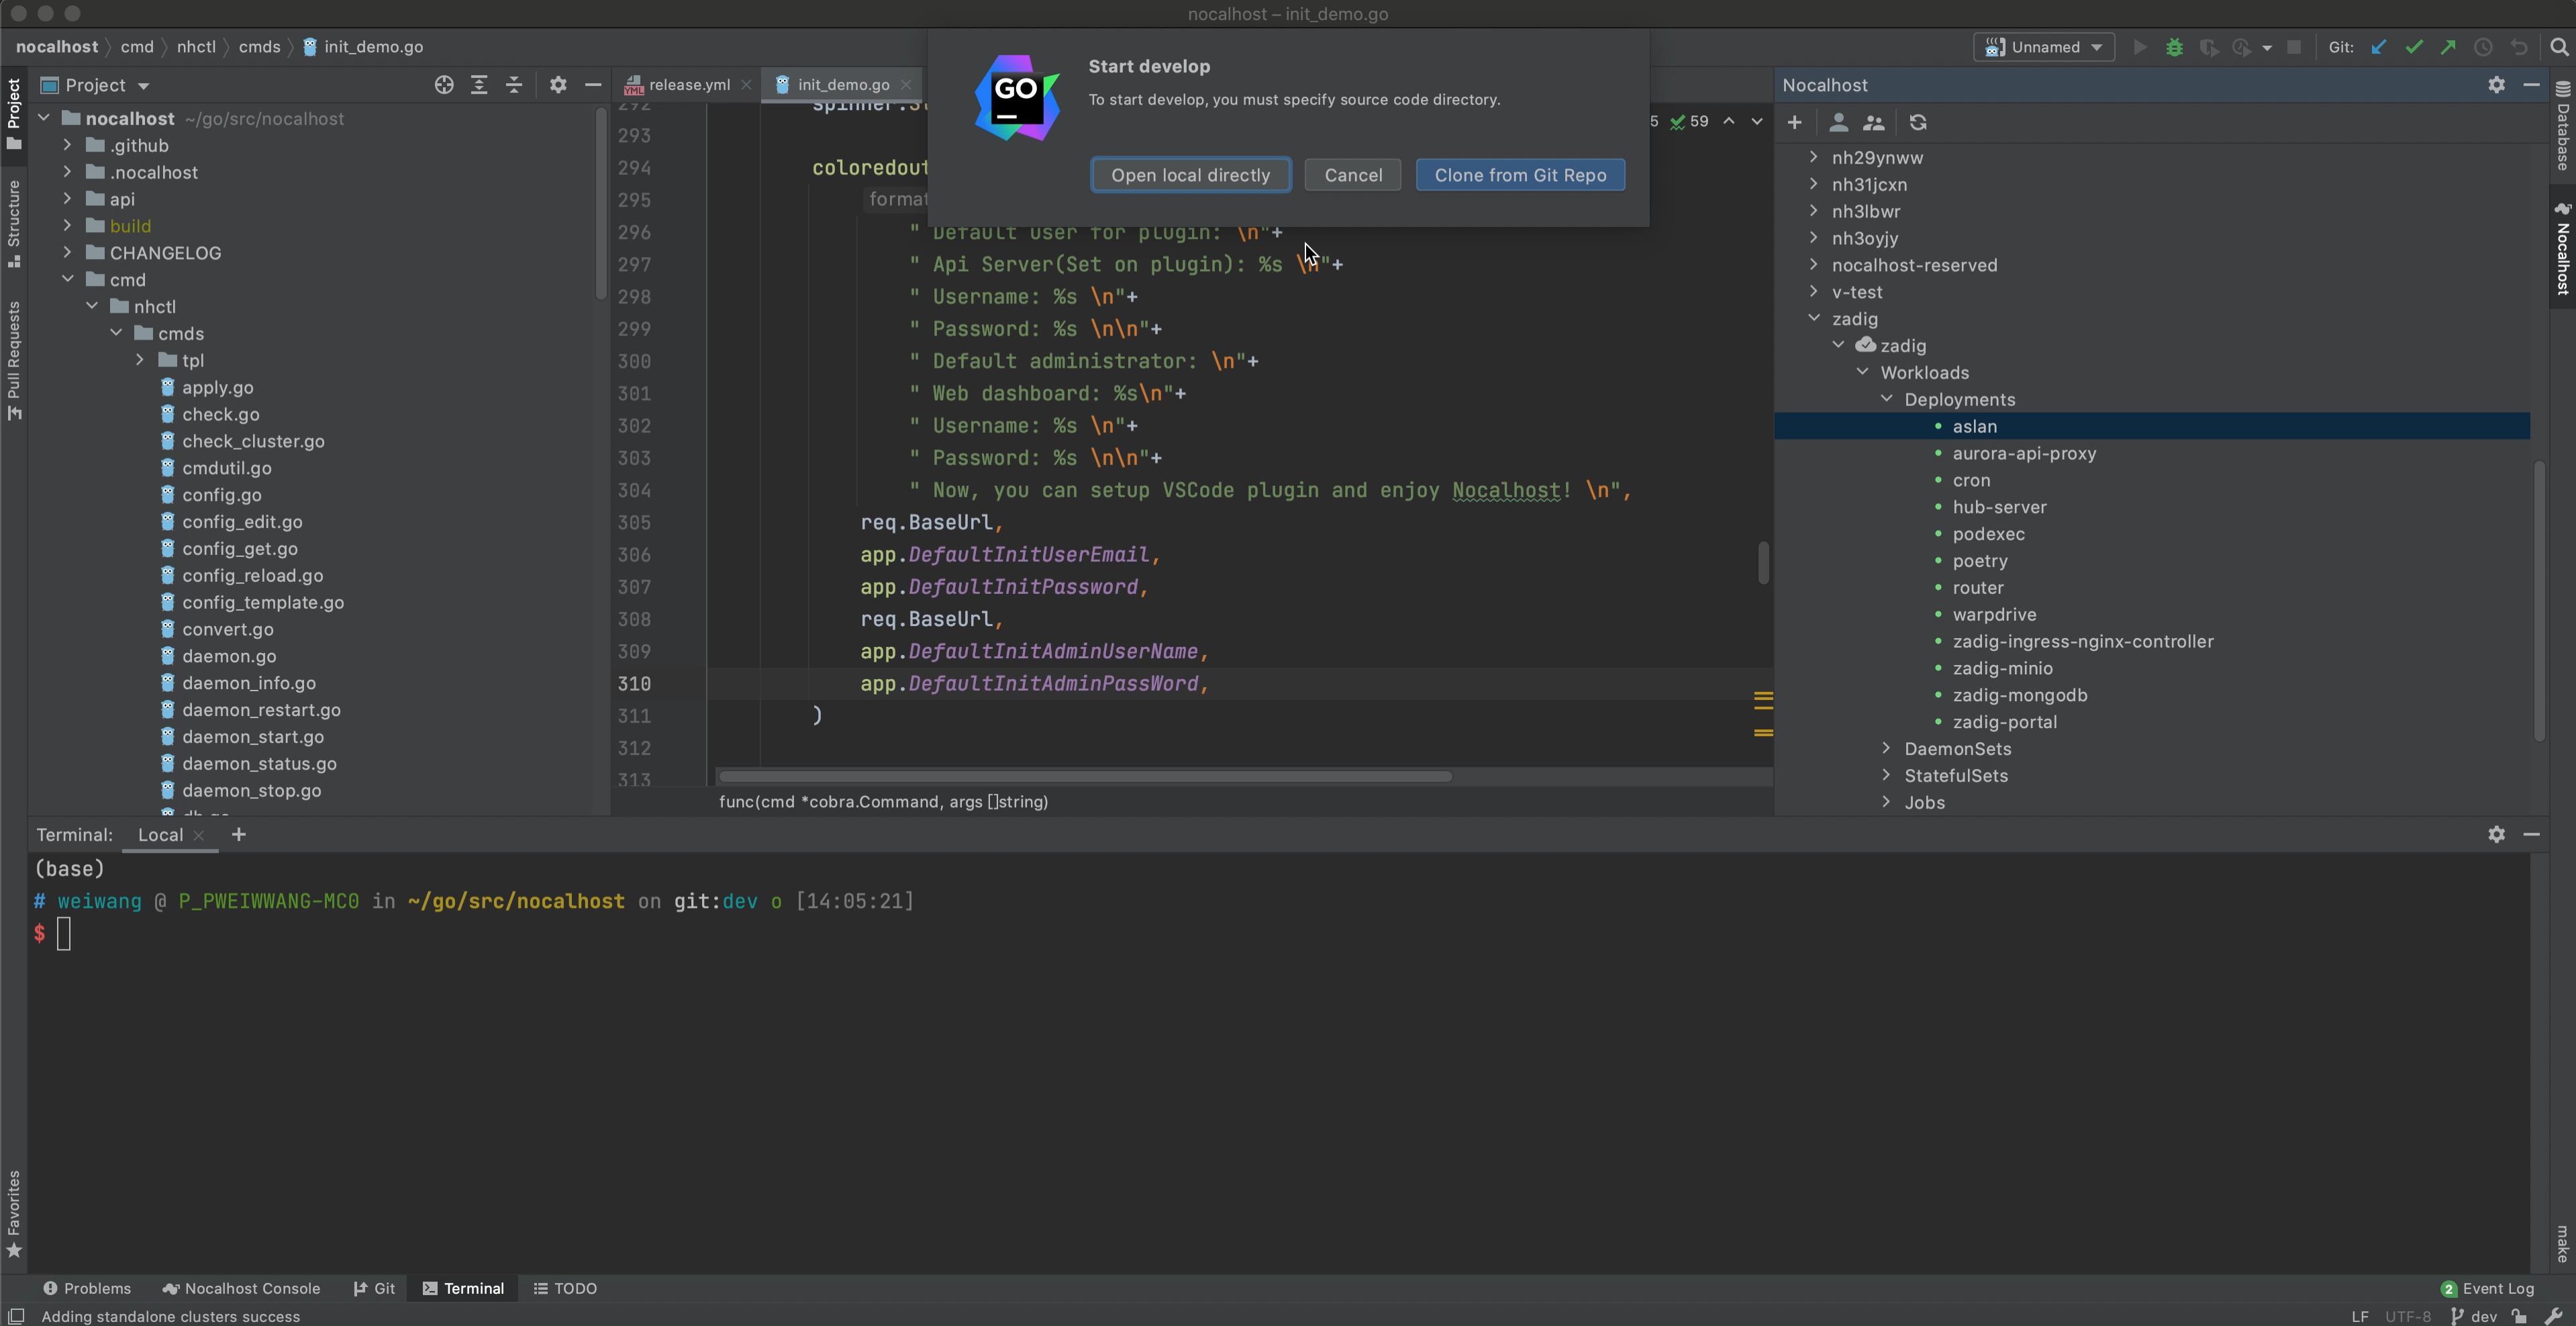 nocalhost – init_demo.go
nocalhost cmd nhctl cmds init_demo.go
Unnamed
Git:
Project
release.yml
init_demo.go
Nocalhost
Start develop
To start develop, you must specify source code directory.
Open local directly
Cancel
Clone from Git Repo
GO
Project
Structure
Pull Requests
Favorites
nocalhost ~/go/src/nocalhost
.github
.nocalhost
api
build
CHANGELOG
cmd
nhctl
cmds
tpl
apply.go
check.go
check_cluster.go
cmdutil.go
config.go
config_edit.go
config_get.go
config_reload.go
config_template.go
convert.go
daemon.go
daemon_info.go
daemon_restart.go
daemon_start.go
daemon_status.go
daemon_stop.go
5 59
292
293
294 coloredout
295 format
296 " Default user for plugin: \n"+
297 " Api Server(Set on plugin): %s \n"+
298 " Username: %s \n"+
299 " Password: %s \n\n"+
300 " Default administrator: \n"+
301 " Web dashboard: %s\n"+
302 " Username: %s \n"+
303 " Password: %s \n\n"+
304 " Now, you can setup VSCode plugin and enjoy Nocalhost! \n",
305 req.BaseUrl,
306 app.DefaultInitUserEmail,
307 app.DefaultInitPassword,
308 req.BaseUrl,
309 app.DefaultInitAdminUserName,
310 app.DefaultInitAdminPassWord,
311 )
312
313
func(cmd *cobra.Command, args []string)
nh29ynww
nh31jcxn
nh3lbwr
nh3oyjy
nocalhost-reserved
v-test
zadig
zadig
Workloads
Deployments
aslan
aurora-api-proxy
cron
hub-server
podexec
poetry
router
warpdrive
zadig-ingress-nginx-controller
zadig-minio
zadig-mongodb
zadig-portal
DaemonSets
StatefulSets
Jobs
Database
Nocalhost
make
Terminal: Local
(base)
# weiwang @ P_PWEIWWANG-MC0 in ~/go/src/nocalhost on git:dev o [14:05:21]
$
Problems Nocalhost Console Git Terminal TODO
2 Event Log
Adding standalone clusters success
LF UTF-8 dev